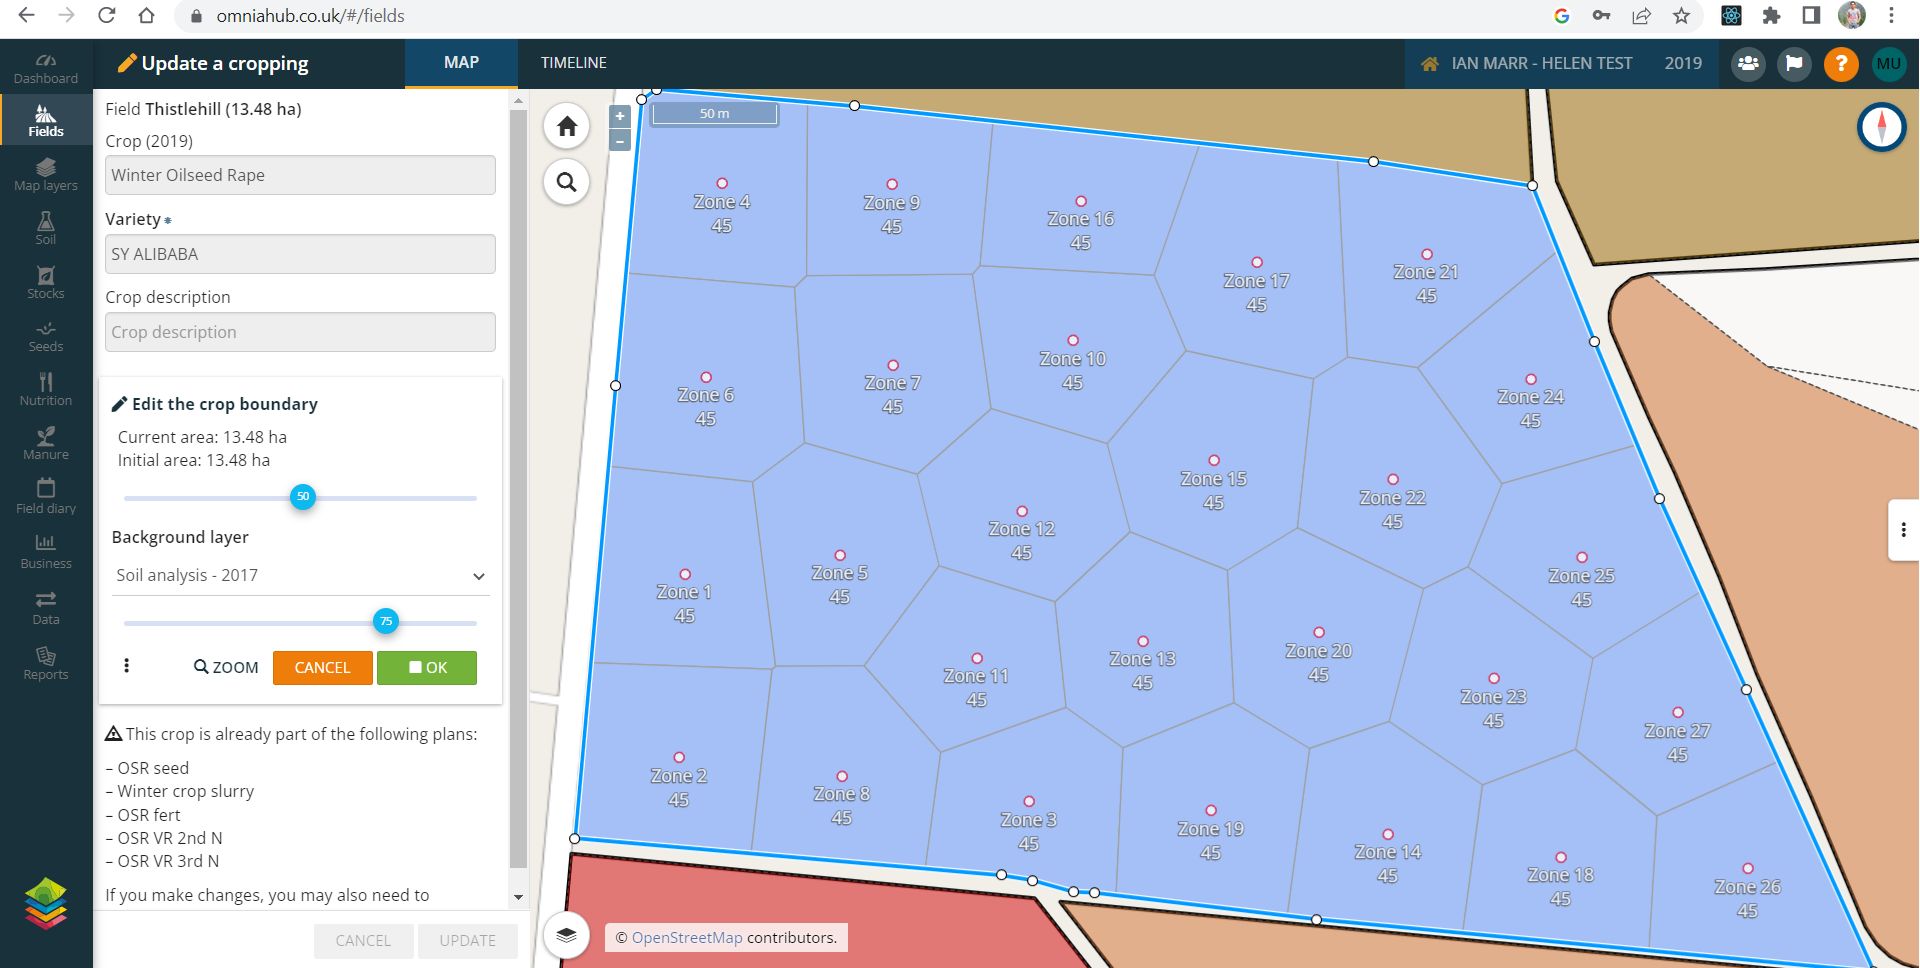 omniahub.co.uk/#/fields
Dashboard
Fields
Map layers
Soil
Stocks
Seeds
Nutrition
Manure
Field diary
Business
Data
Reports
Update a cropping
MAP
TIMELINE
IAN MARR - HELEN TEST
2019
?
MU
Field Thistlehill (13.48 ha)
Crop (2019)
Winter Oilseed Rape
Variety *
SY ALIBABA
Crop description
Crop description
Edit the crop boundary
Current area: 13.48 ha
Initial area: 13.48 ha
50
Background layer
Soil analysis - 2017
75
ZOOM
CANCEL
OK
This crop is already part of the following plans:
– OSR seed
– Winter crop slurry
– OSR fert
– OSR VR 2nd N
– OSR VR 3rd N
If you make changes, you may also need to
CANCEL
UPDATE
+
−
50 m
Zone 4
45
Zone 9
45
Zone 16
45
Zone 17
45
Zone 21
45
Zone 6
45
Zone 7
45
Zone 10
45
Zone 24
45
Zone 15
45
Zone 22
45
Zone 12
45
Zone 1
45
Zone 5
45
Zone 25
45
Zone 11
45
Zone 13
45
Zone 20
45
Zone 23
45
Zone 27
45
Zone 2
45
Zone 8
45
Zone 3
45
Zone 19
45
Zone 14
45
Zone 18
45
Zone 26
45
© OpenStreetMap contributors.